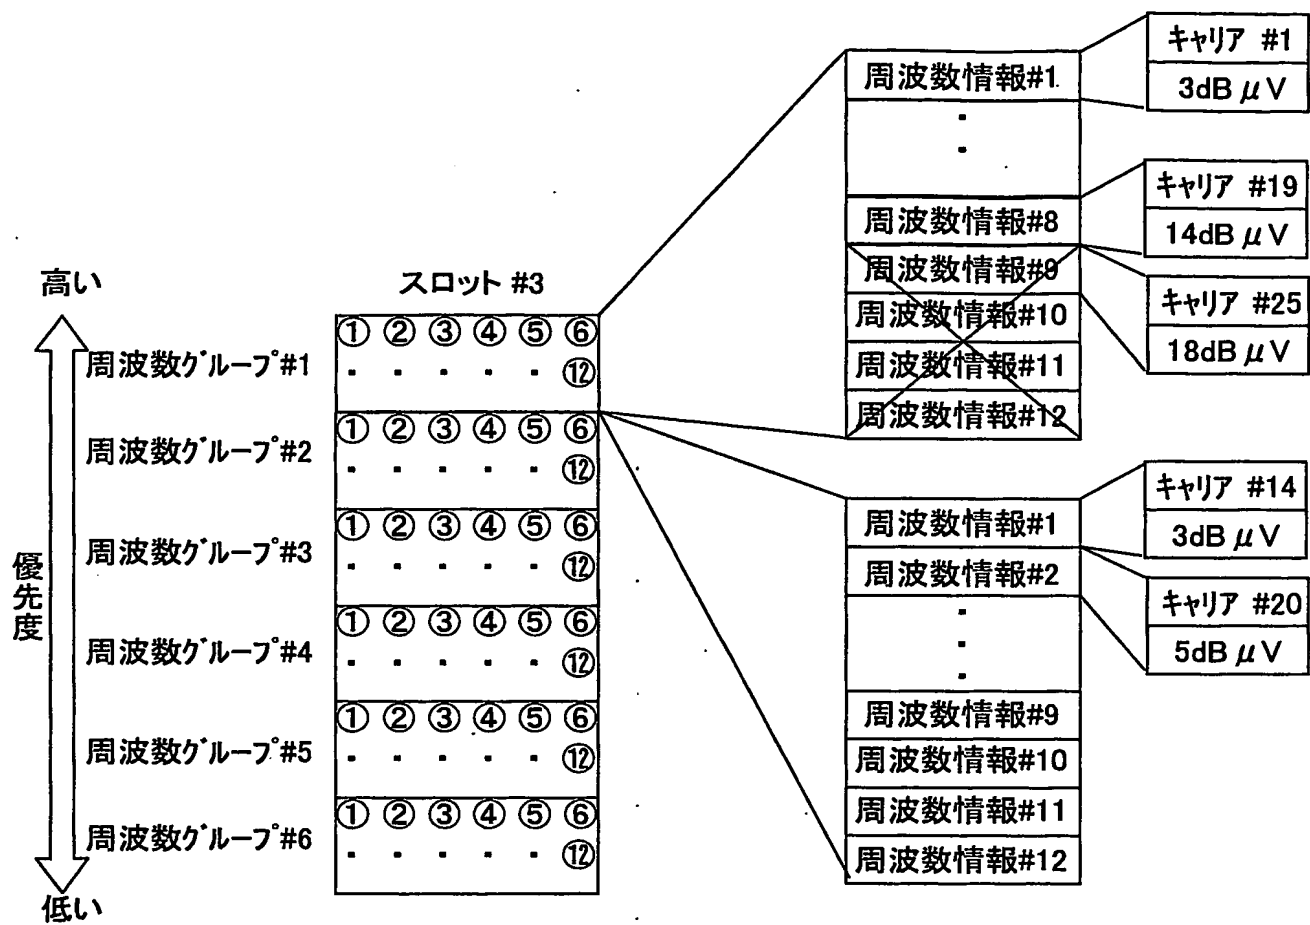 高い
優先度
低い
スロット #3
周波数グループ#1
① ② ③ ④ ⑤ ⑥
・ ・ ・ ・ ・ ⑫
周波数グループ#2
① ② ③ ④ ⑤ ⑥
・ ・ ・ ・ ・ ⑫
周波数グループ#3
① ② ③ ④ ⑤ ⑥
・ ・ ・ ・ ・ ⑫
周波数グループ#4
① ② ③ ④ ⑤ ⑥
・ ・ ・ ・ ・ ⑫
周波数グループ#5
① ② ③ ④ ⑤ ⑥
・ ・ ・ ・ ・ ⑫
周波数グループ#6
① ② ③ ④ ⑤ ⑥
・ ・ ・ ・ ・ ⑫
周波数情報#1
周波数情報#8
周波数情報#9
周波数情報#10
周波数情報#11
周波数情報#12
キャリア #1
3dBμV
キャリア #19
14dBμV
キャリア #25
18dBμV
周波数情報#1
周波数情報#2
周波数情報#9
周波数情報#10
周波数情報#11
周波数情報#12
キャリア #14
3dBμV
キャリア #20
5dBμV